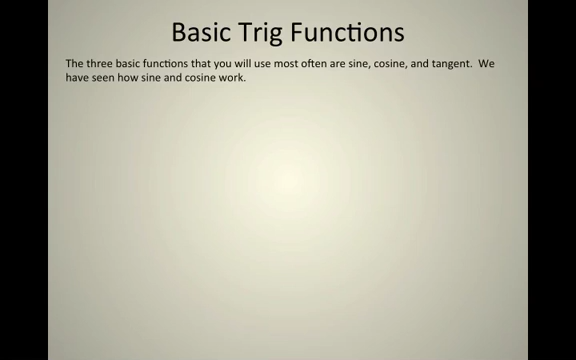 Basic Trig Functions
The three basic functions that you will use most often are sine, cosine, and tangent.  We
have seen how sine and cosine work.